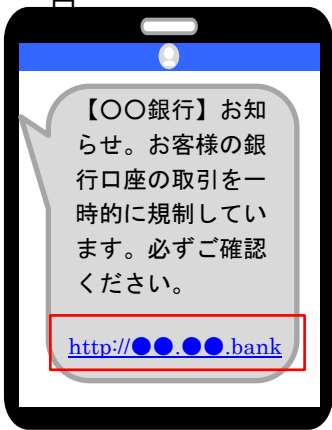 【〇〇銀行】お知
らせ。お客様の銀
行口座の取引を一
時的に規制してい
ます。必ずご確認
ください。
http://●●.●●.bank